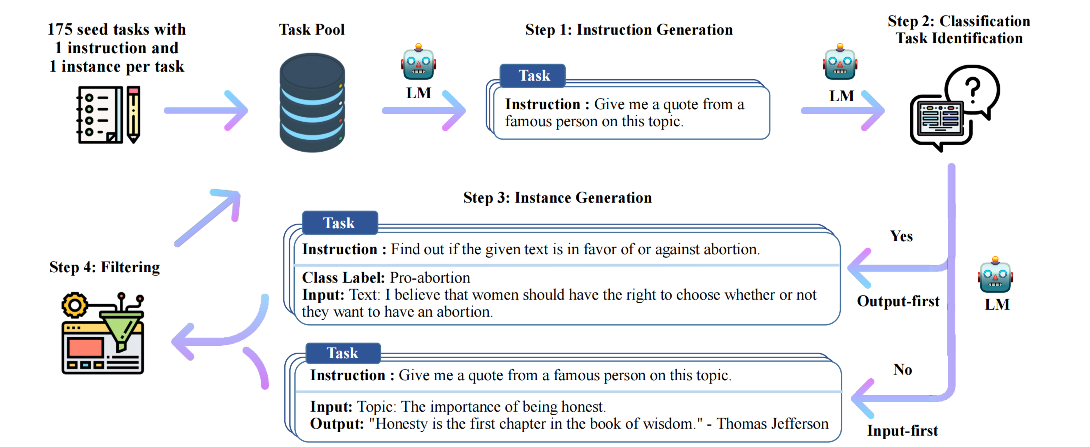 175 seed tasks with
1 instruction and
1 instance per task
Task Pool
LM
Step 1: Instruction Generation
Task
Instruction : Give me a quote from a
famous person on this topic.
LM
Step 2: Classification
Task Identification
Step 3: Instance Generation
Task
Instruction : Find out if the given text is in favor of or against abortion.
Class Label: Pro-abortion
Input: Text: I believe that women should have the right to choose whether or not
they want to have an abortion.
Yes
Output-first
LM
Step 4: Filtering
Task
Instruction : Give me a quote from a famous person on this topic.
Input: Topic: The importance of being honest.
Output: "Honesty is the first chapter in the book of wisdom." - Thomas Jefferson
No
Input-first